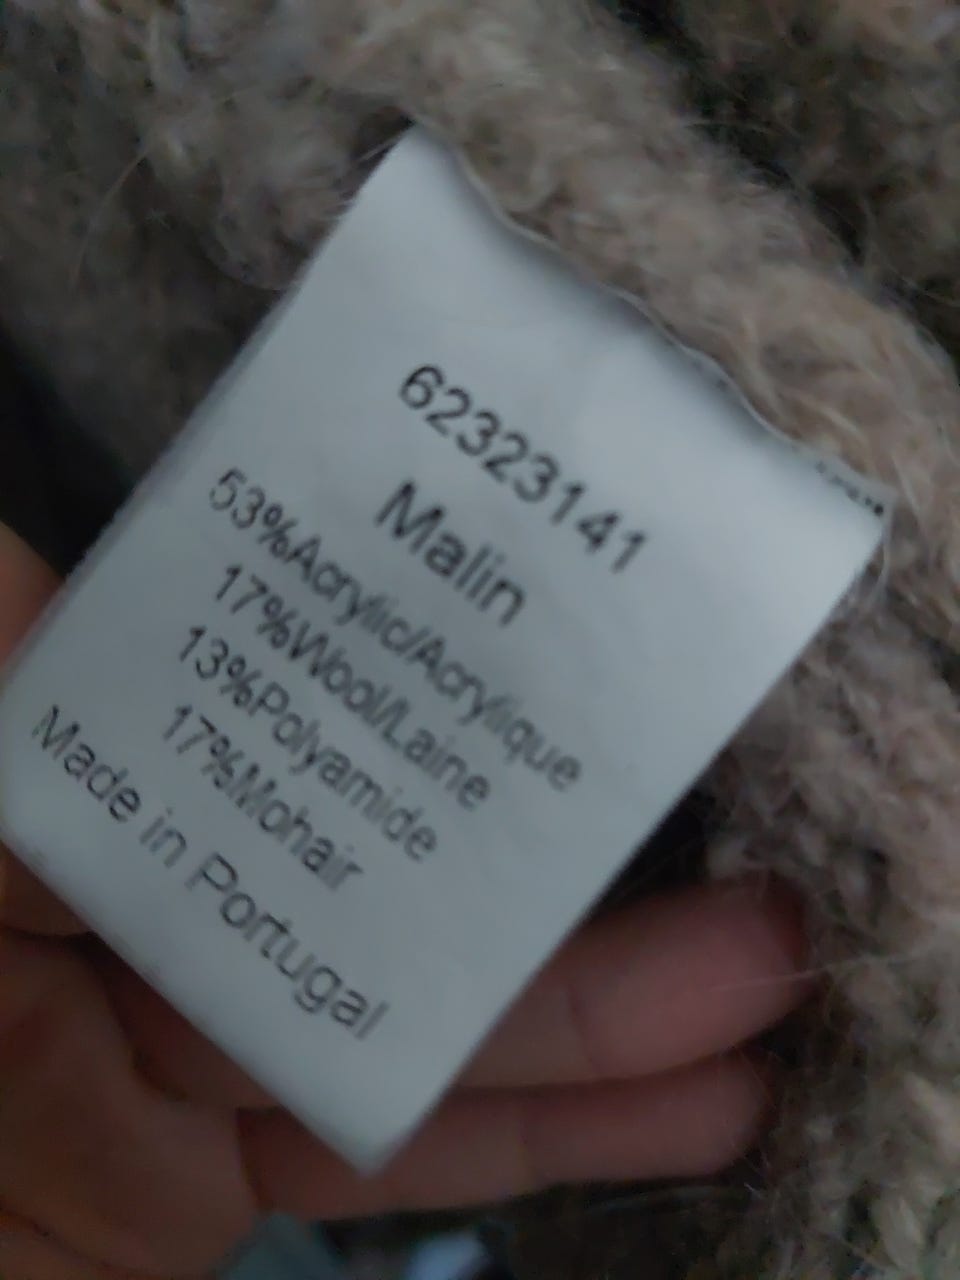 62323141
Malin
53%Acrylic/Acrylique
17%Wool/Laine
13%Polyamide
17%Mohair
Made in Portugal